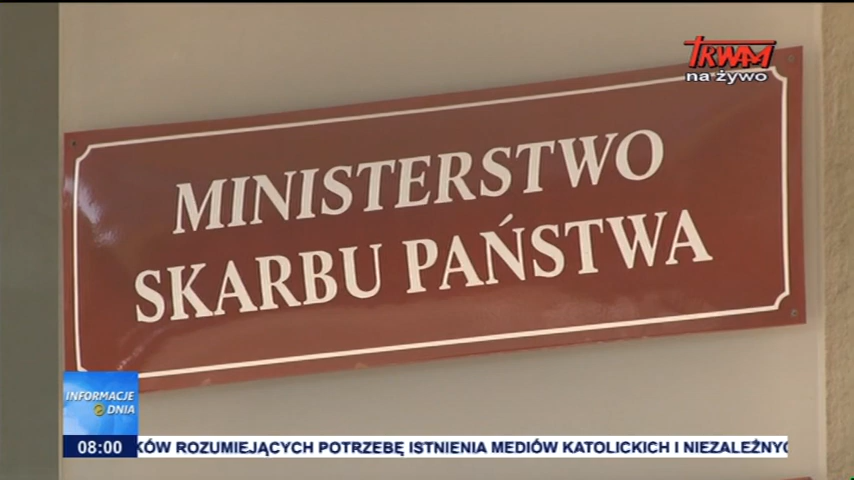 TRWAM
na żywo
MINISTERSTWO
SKARBU PAŃSTWA
INFORMACJE
DNIA
08:00
KÓW ROZUMIEJĄCYCH POTRZEBĘ ISTNIENIA MEDIÓW KATOLICKICH I NIEZALEŻNYC